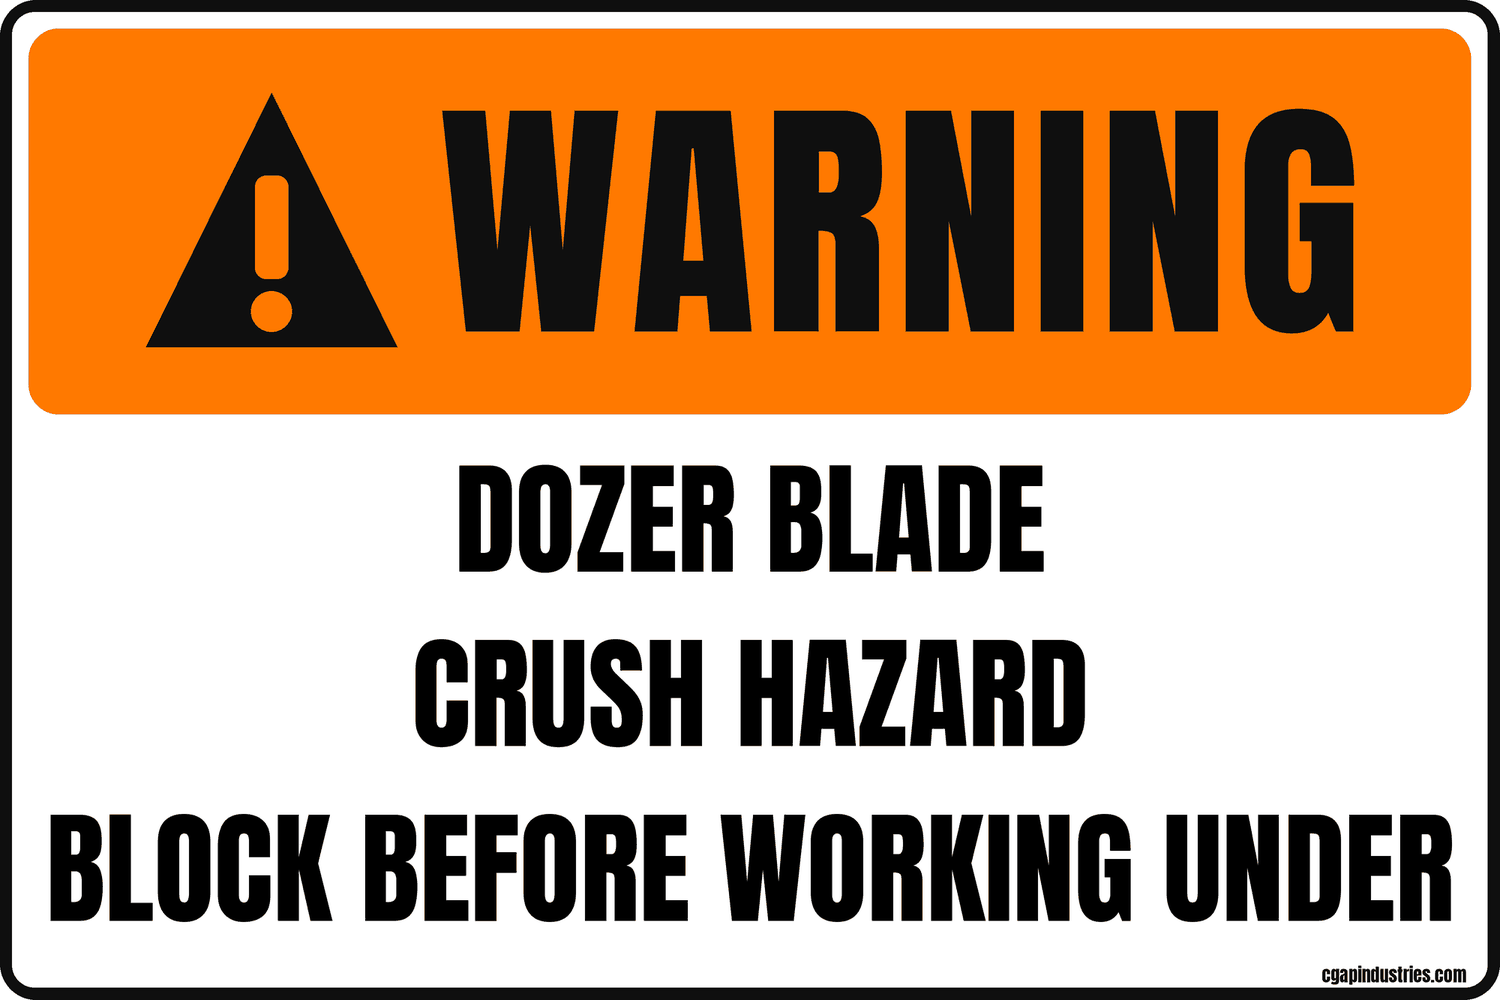 WARNING
DOZER BLADE
CRUSH HAZARD
BLOCK BEFORE WORKING UNDER
cgapindustries.com